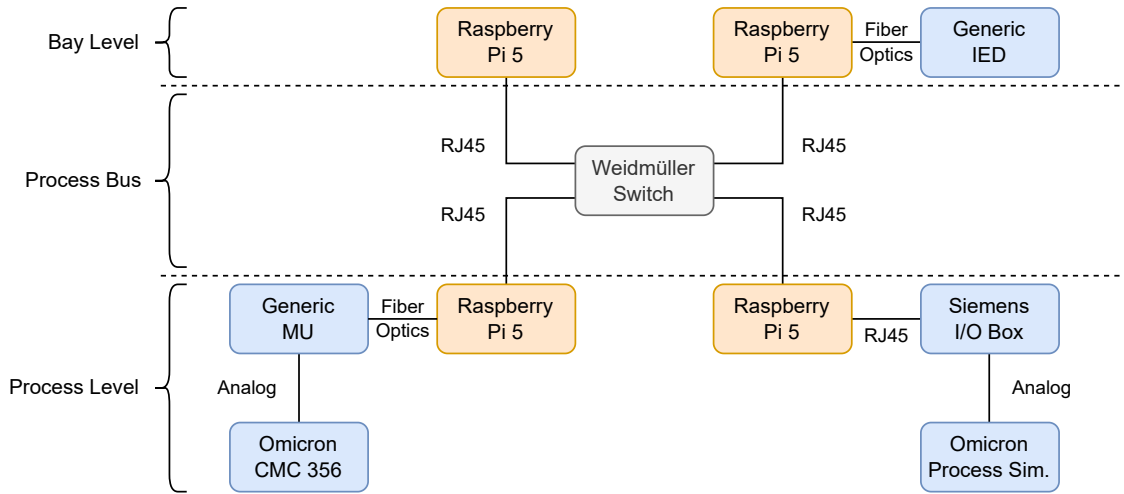 Bay Level
Raspberry
Pi 5
Raspberry
Pi 5
Fiber
Optics
Generic
IED
Process Bus
RJ45
RJ45
Weidmüller
Switch
RJ45
RJ45
Process Level
Generic
MU
Fiber
Optics
Raspberry
Pi 5
Raspberry
Pi 5
RJ45
Siemens
I/O Box
Analog
Analog
Omicron
CMC 356
Omicron
Process Sim.